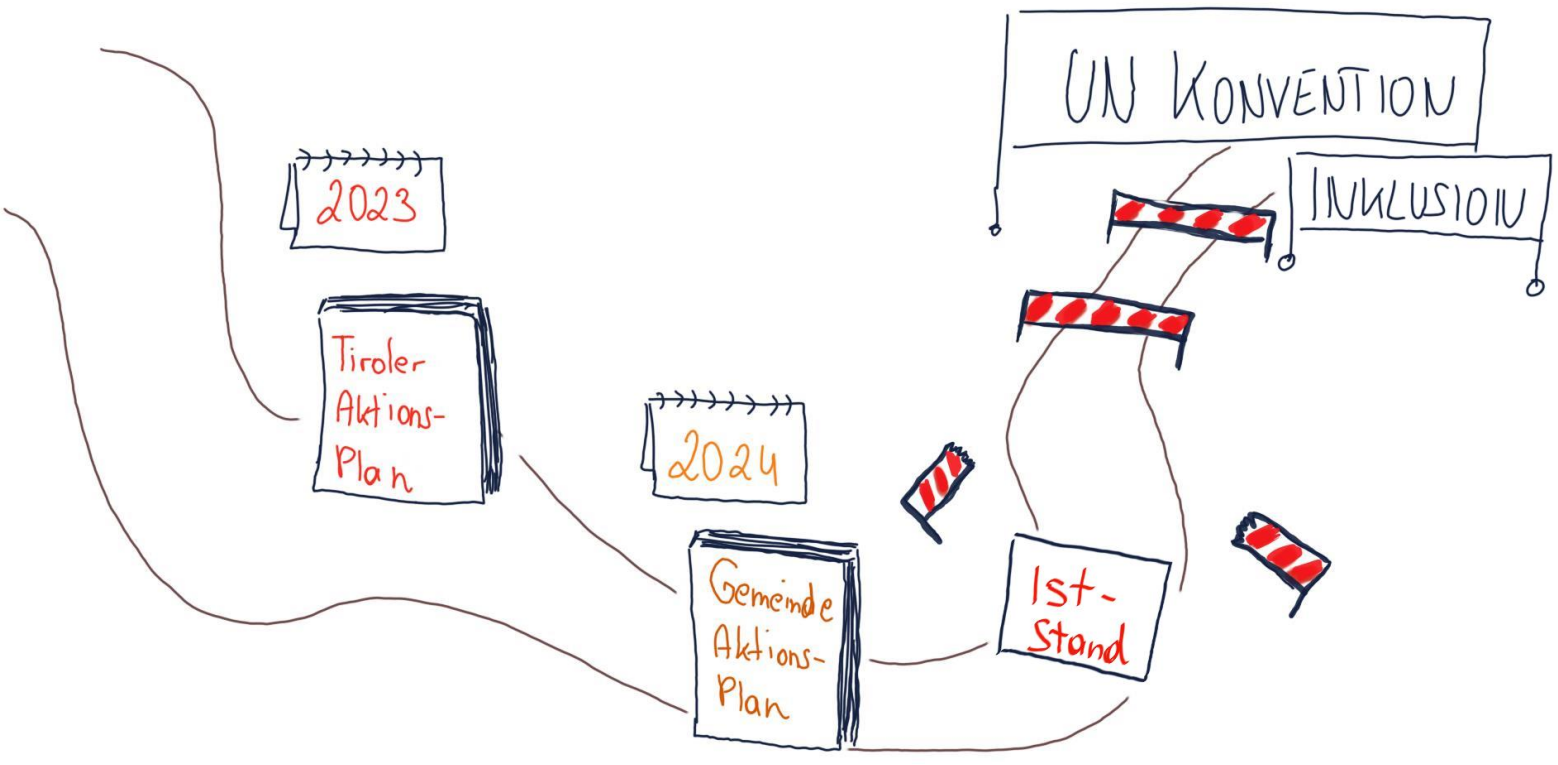 UN KONVENTION
INKLUSION
2023
Tiroler
Aktions-
Plan
2024
Gemeinde
Aktions-
Plan
Ist-
Stand